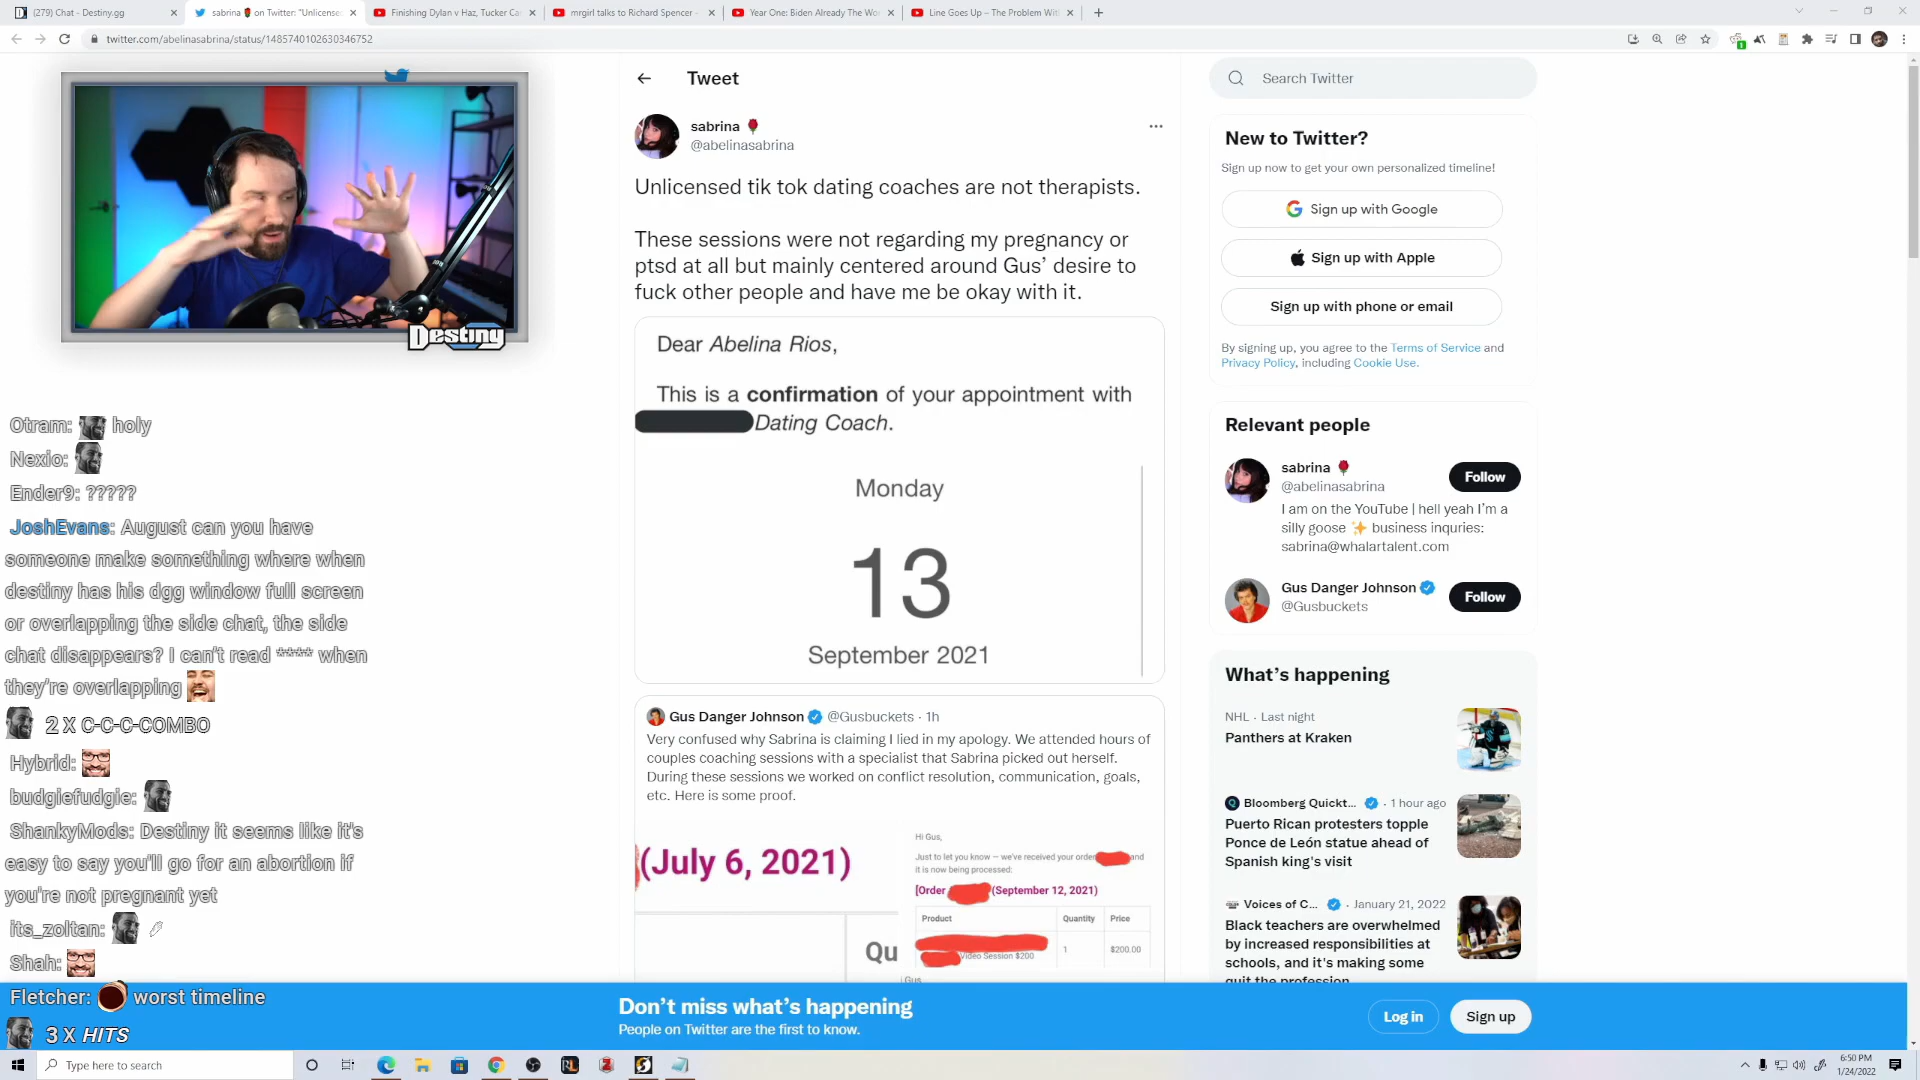 (279) Chat - Destiny.gg
sabrina on Twitter: "Unlicense
Finishing Dylan v Haz, Tucker Ca
mrgirl talks to Richard Spencer -
Year One: Biden Already The Wo
Line Goes Up – The Problem Wit
twitter.com/abelinasabrina/status/1485740102630346752
Tweet
sabrina 🌹
@abelinasabrina
Unlicensed tik tok dating coaches are not therapists.
These sessions were not regarding my pregnancy or
ptsd at all but mainly centered around Gus' desire to
fuck other people and have me be okay with it.
Dear Abelina Rios,
This is a confirmation of your appointment with
Dating Coach.
Monday
13
September 2021
Gus Danger Johnson @Gusbuckets · 1h
Very confused why Sabrina is claiming I lied in my apology. We attended hours of
couples coaching sessions with a specialist that Sabrina picked out herself.
During these sessions we worked on conflict resolution, communication, goals,
etc. Here is some proof.
(July 6, 2021)
Qu
Hi Gus,
Just to let you know — we've received your order and
it is now being processed:
[Order (September 12, 2021)
Product Quantity Price
1 $200.00
Video Session $200
Gus
Search Twitter
New to Twitter?
Sign up now to get your own personalized timeline!
Sign up with Google
Sign up with Apple
Sign up with phone or email
By signing up, you agree to the Terms of Service and
Privacy Policy, including Cookie Use.
Relevant people
sabrina 🌹
@abelinasabrina
Follow
I am on the YouTube | hell yeah I'm a
silly goose ✨ business inquries:
sabrina@whalartalent.com
Gus Danger Johnson
@Gusbuckets
Follow
What's happening
NHL · Last night
Panthers at Kraken
Bloomberg Quickt... · 1 hour ago
Puerto Rican protesters topple
Ponce de León statue ahead of
Spanish king's visit
Voices of C... · January 21, 2022
Black teachers are overwhelmed
by increased responsibilities at
schools, and it's making some
quit the profession
Destiny
Otram: holy
Nexio:
Ender9: ?????
JoshEvans: August can you have
someone make something where when
destiny has his dgg window full screen
or overlapping the side chat, the side
chat disappears? I can't read **** when
they're overlapping
2 X C-C-C-COMBO
Hybrid:
budgiefudgie:
ShankyMods: Destiny it seems like it's
easy to say you'll go for an abortion if
you're not pregnant yet
its_zoltan:
Shah:
Fletcher: worst timeline
3 X HITS
Don't miss what's happening
People on Twitter are the first to know.
Log in
Sign up
Type here to search
6:50 PM
1/24/2022